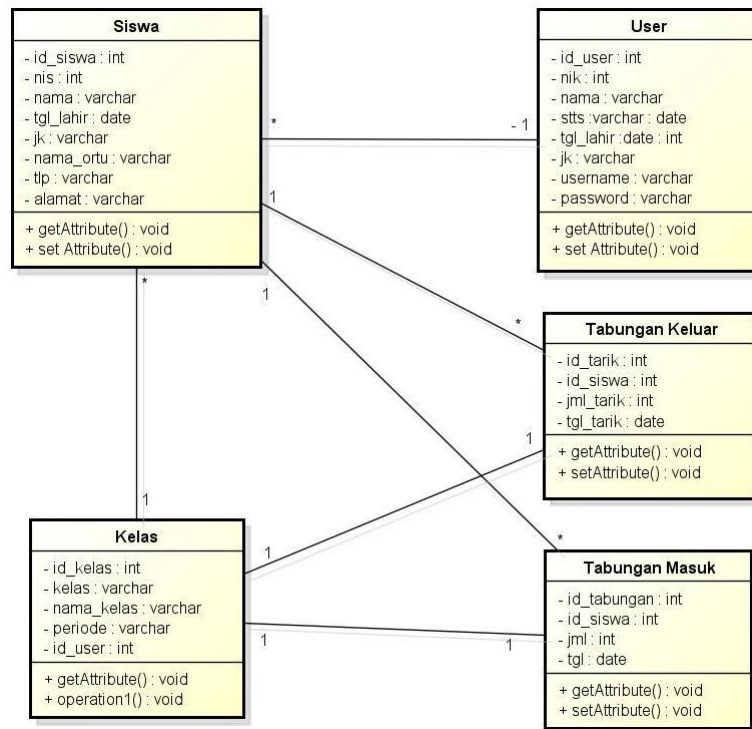 Siswa
- id_siswa : int
- nis : int
- nama : varchar
- tgl_lahir : date
- jk : varchar
- nama_ortu : varchar
- tlp : varchar
- alamat : varchar
+ getAttribute() : void
+ set Attribute() : void
User
- id_user : int
- nik : int
- nama : varchar
- stts :varchar : date
- tgl_lahir :date : int
- jk : varchar
- username : varchar
- password : varchar
+ getAttribute() : void
+ set Attribute() : void
*
- 1
1
*
1
*
*
1
Tabungan Keluar
- id_tarik : int
- id_siswa : int
- jml_tarik : int
- tgl_tarik : date
+ getAttribute() : void
+ setAttribute() : void
1
1
Kelas
- id_kelas : int
- kelas : varchar
- nama_kelas : varchar
- periode : varchar
- id_user : int
+ getAttribute() : void
+ operation1() : void
1
1
Tabungan Masuk
- id_tabungan : int
- id_siswa : int
- jml : int
- tgl : date
+ getAttribute() : void
+ setAttribute() : void